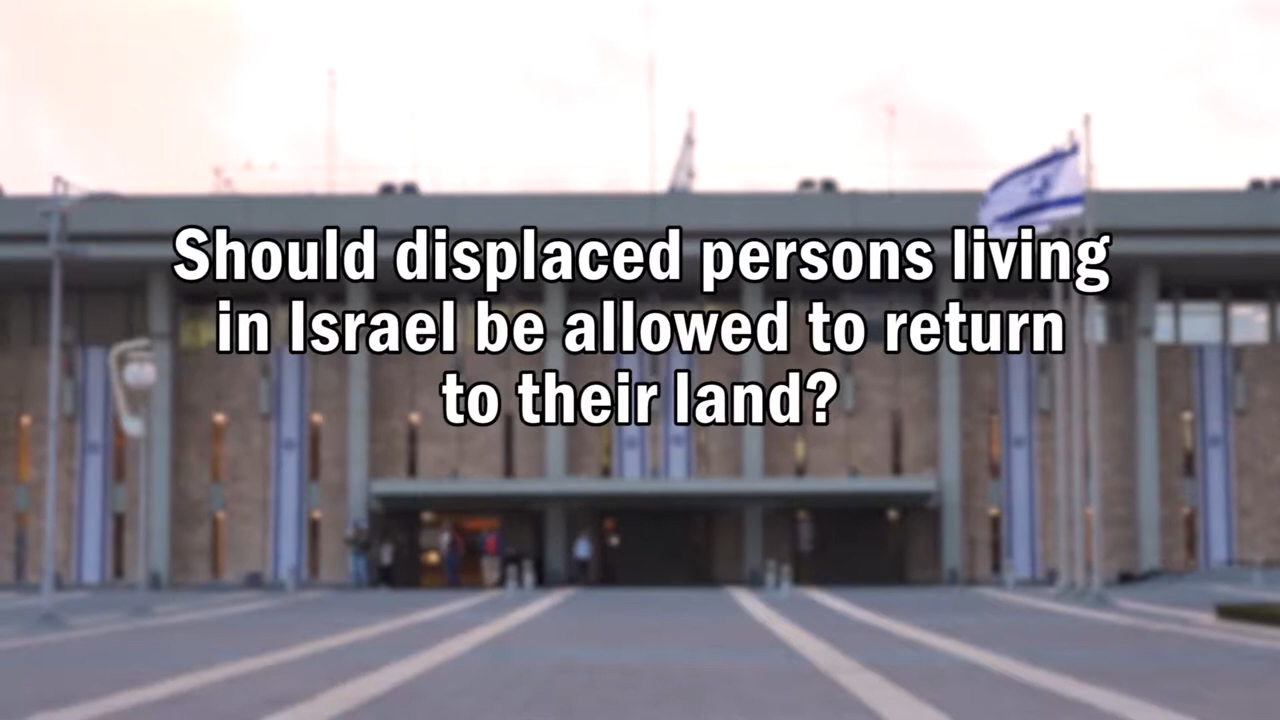 Should displaced persons living
in Israel be allowed to return
to their land?